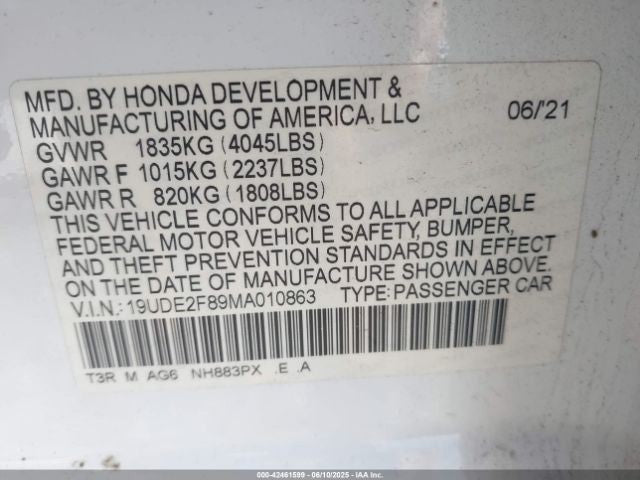 MFD. BY HONDA DEVELOPMENT &
MANUFACTURING OF AMERICA, LLC 06/'21
GVWR 1835KG (4045LBS)
GAWR F 1015KG (2237LBS)
GAWR R 820KG (1808LBS)
THIS VEHICLE CONFORMS TO ALL APPLICABLE
FEDERAL MOTOR VEHICLE SAFETY, BUMPER,
AND THEFT PREVENTION STANDARDS IN EFFECT
ON THE DATE OF MANUFACTURE SHOWN ABOVE.
V.I.N.: 19UDE2F89MA010863 TYPE: PASSENGER CAR
T3R M AG6 NH883PX .E .A
000-42461599 - 06/10/2025 - IAAI.COM